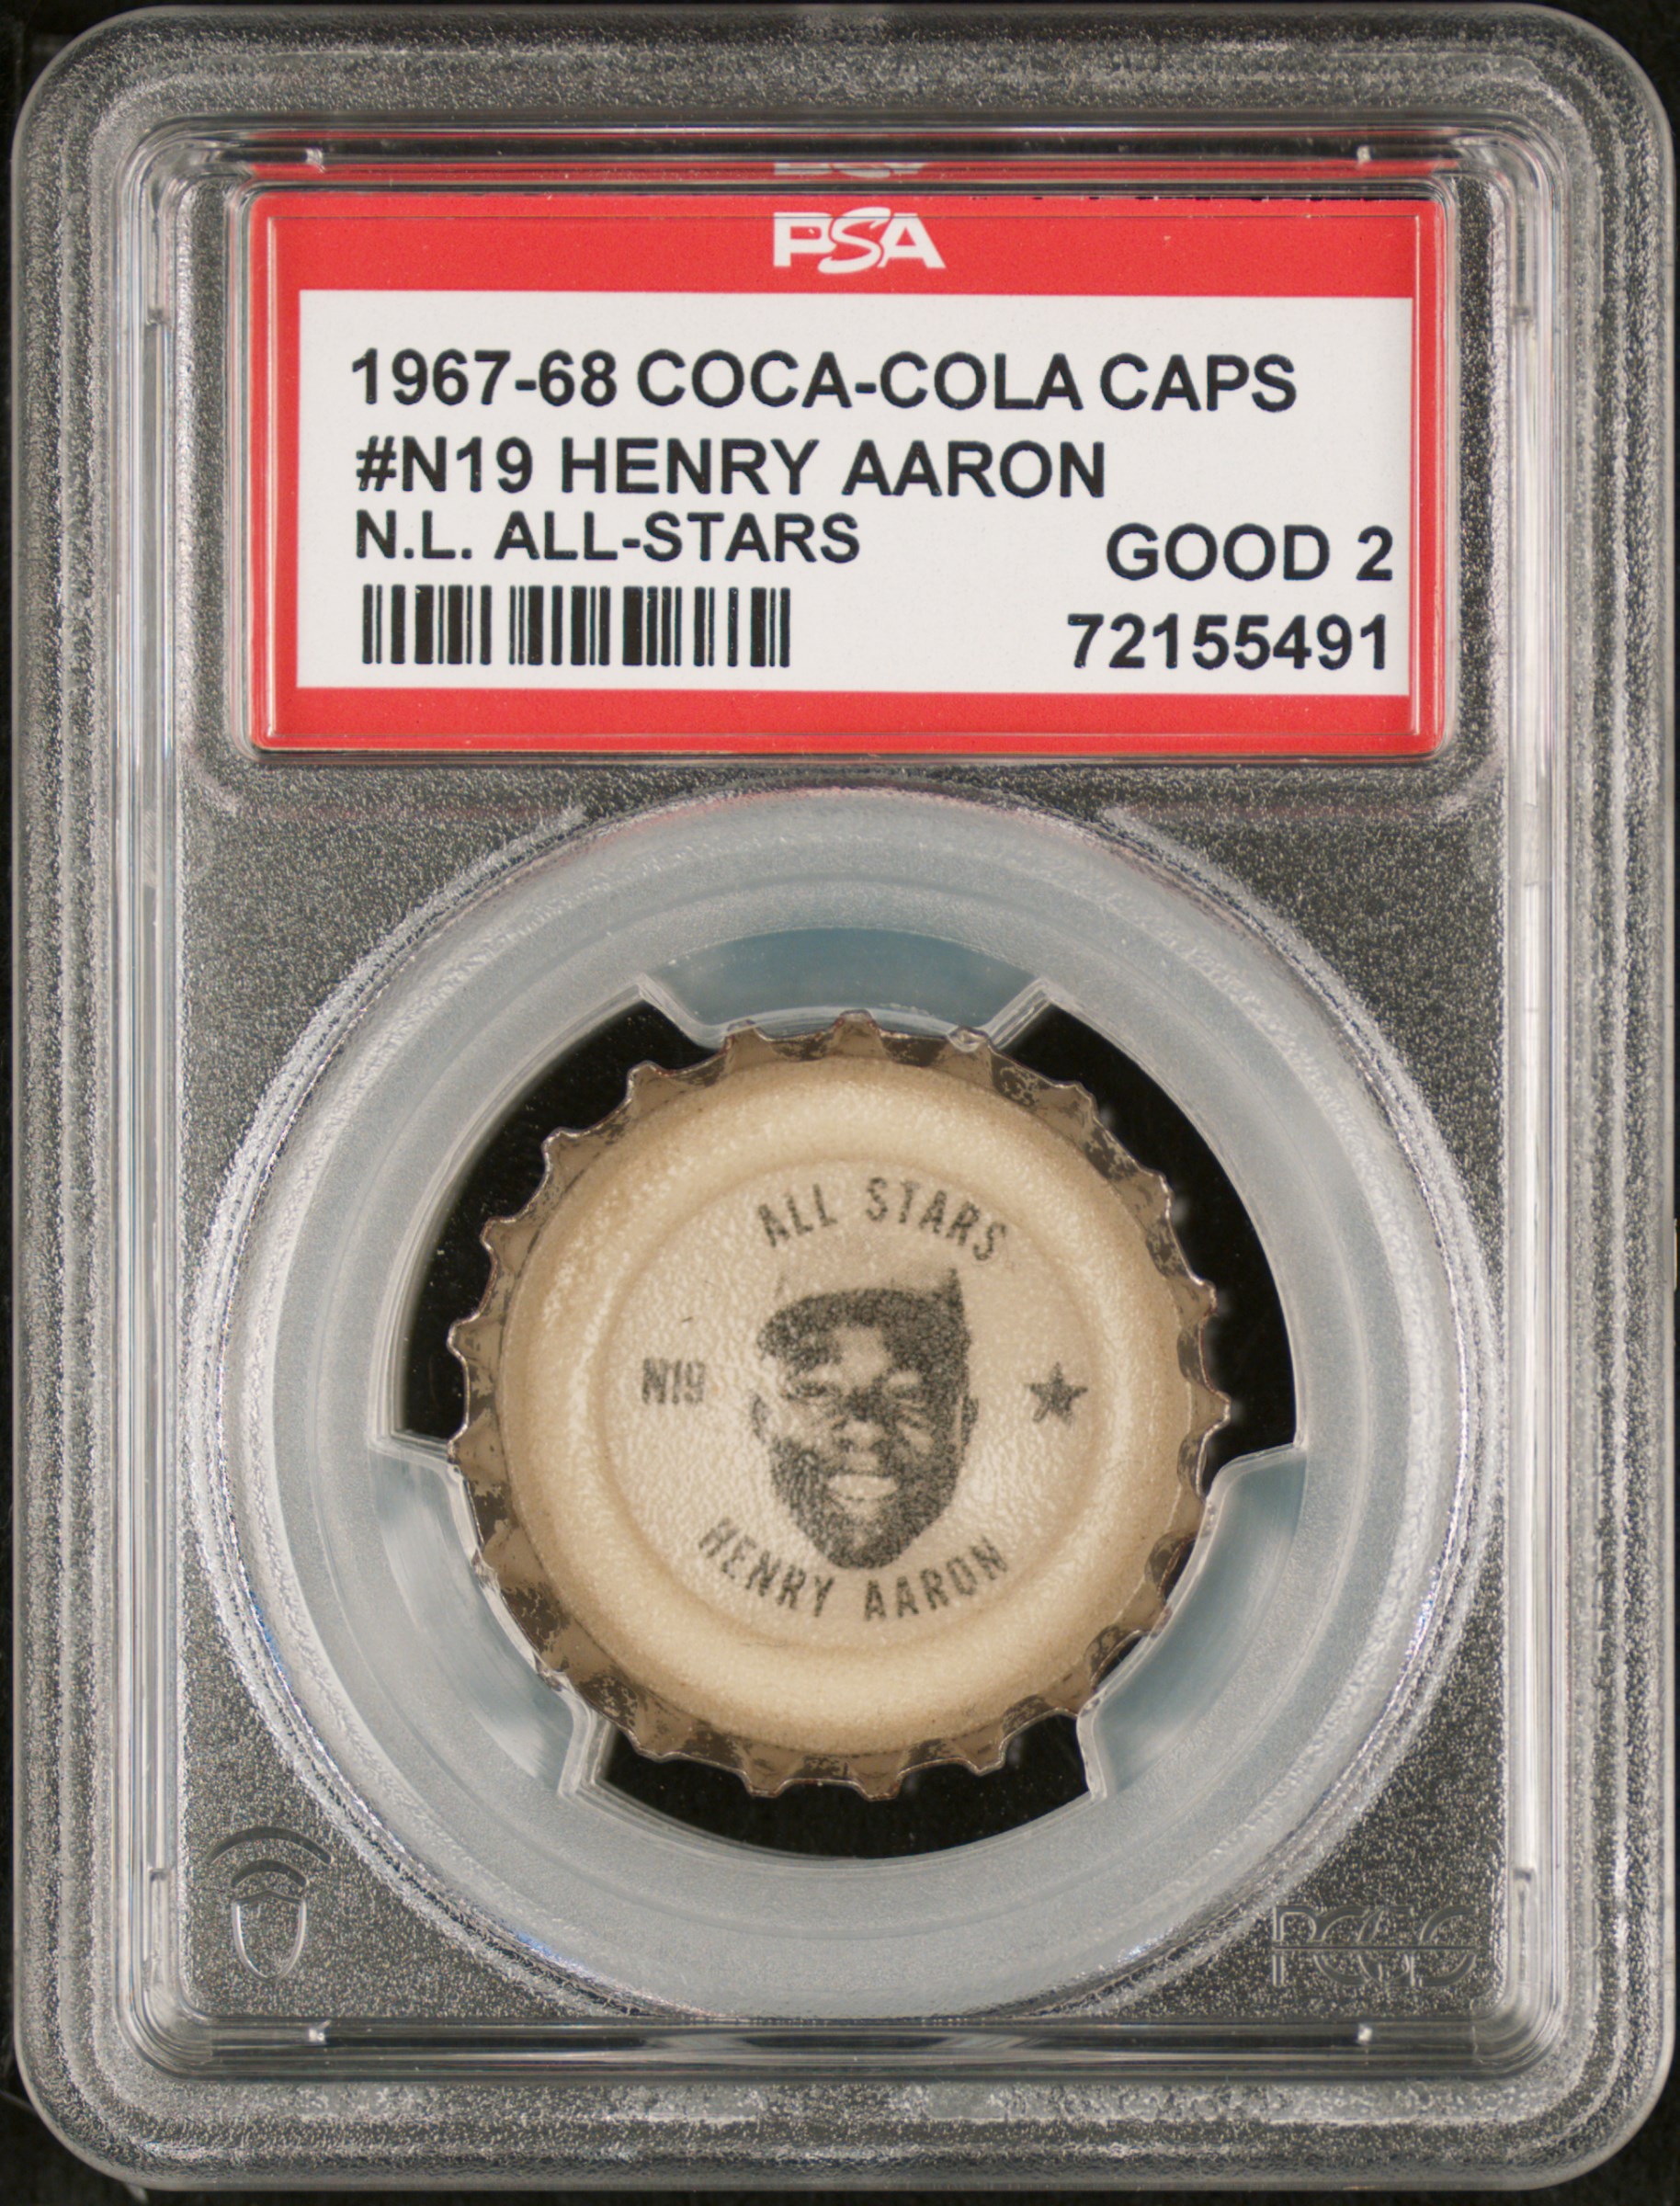 PSA
1967-68 COCA-COLA CAPS
#N19 HENRY AARON
N.L. ALL-STARS
GOOD 2
72155491
ALL STARS
N19
HENRY AARON
PCGS